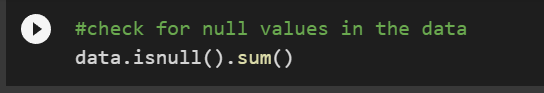 #check for null values in the data
data.isnull().sum()